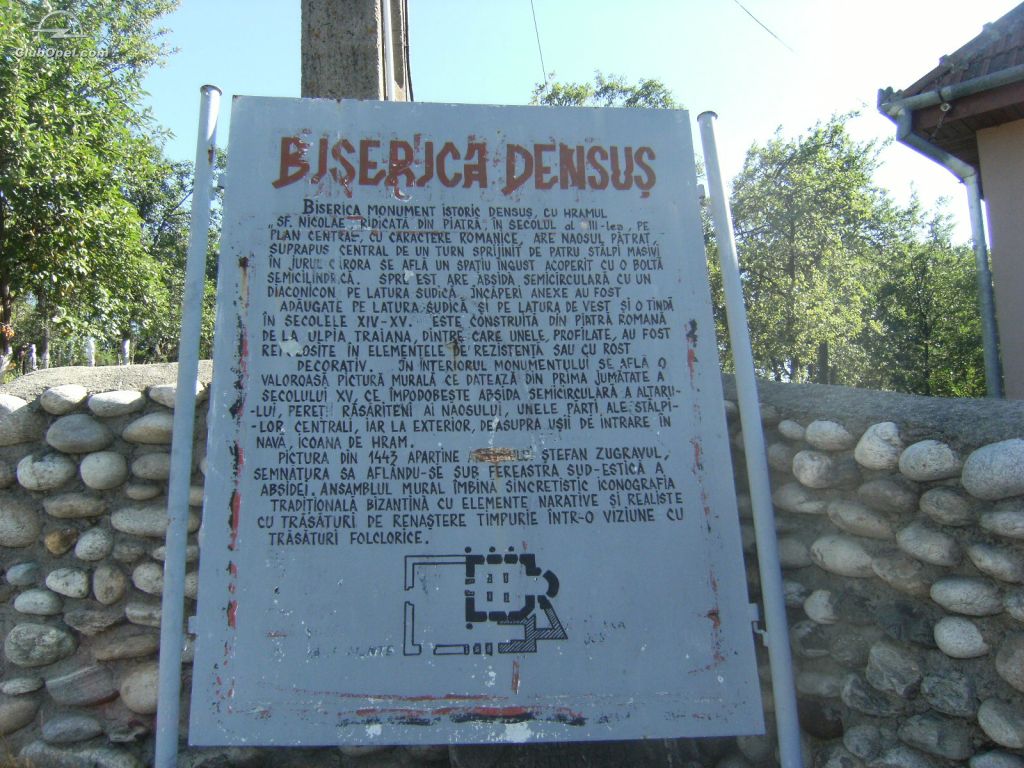 ClubOpel.com
BISERICĂ DENSUȘ
BISERICA MONUMENT ISTORIC DENSUȘ, CU HRAMUL
„SF. NICOLAE", RIDICATĂ DIN PIATRĂ, ÎN SECOLUL al III-lea, PE
PLAN CENTRAL, CU CARACTERE ROMANICE, ARE NAOSUL PĂTRAT,
SUPRAPUS CENTRAL DE UN TURN SPRIJINIT DE PATRU STÂLPI MASIVI
ÎN JURUL CĂRORA SE AFLĂ UN SPAȚIU ÎNGUST ACOPERIT CU O BOLTĂ
SEMICILINDRICĂ. SPRE EST ARE ABSIDA SEMICIRCULARĂ CU UN
DIACONICON PE LATURA SUDICĂ. ÎNCĂPERI ANEXE AU FOST
ADĂUGATE PE LATURA SUDICĂ ȘI PE LATURA DE VEST ȘI O TINDĂ
ÎN SECOLELE XIV-XV. ESTE CONSTRUITĂ DIN PIATRĂ ROMANĂ
DE LA ULPIA TRAIANA, DINTRE CARE UNELE, PROFILATE, AU FOST
REFOLOSITE ÎN ELEMENTELE DE REZISTENȚĂ SAU CU ROST
DECORATIV. ÎN INTERIORUL MONUMENTULUI SE AFLĂ O
VALOROASĂ PICTURĂ MURALĂ CE DATEAZĂ DIN PRIMA JUMĂTATE A
SECOLULUI XV, CE ÎMPODOBEȘTE ABSIDA SEMICIRCULARĂ A ALTARU-
-LUI, PEREȚII RĂSĂRITENI AI NAOSULUI, UNELE PĂRȚI ALE STÂLPI-
-LOR CENTRALI, IAR LA EXTERIOR, DEASUPRA UȘII DE INTRARE ÎN
NAVĂ, ICOANA DE HRAM.
PICTURA DIN 1443 APARȚINE ȘTEFAN ZUGRAVUL,
SEMNATURA SA AFLÂNDU-SE SUB FEREASTRA SUD-ESTICĂ A
ABSIDEI. ANSAMBLUL MURAL ÎMBINĂ SINCRETISTIC ICONOGRAFIA
TRADIȚIONALĂ BIZANTINĂ CU ELEMENTE NARATIVE ȘI REALISTE
CU TRĂSĂTURI DE RENAȘTERE TIMPURIE ÎNTR-O VIZIUNE CU
TRĂSĂTURI FOLCLORICE.